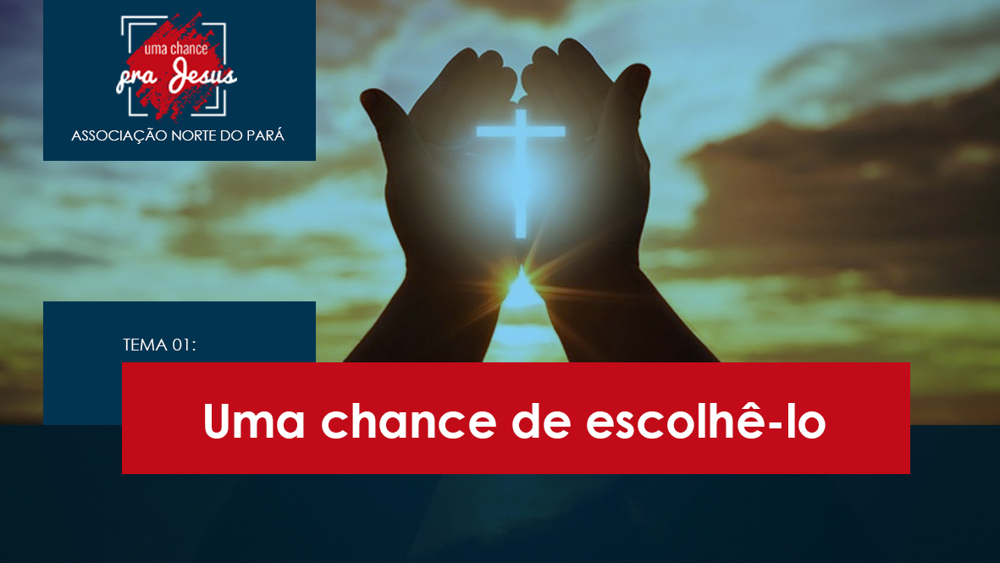 uma chance
pra Jesus
ASSOCIAÇÃO NORTE DO PARÁ
TEMA 01:
Uma chance de escolhê-lo